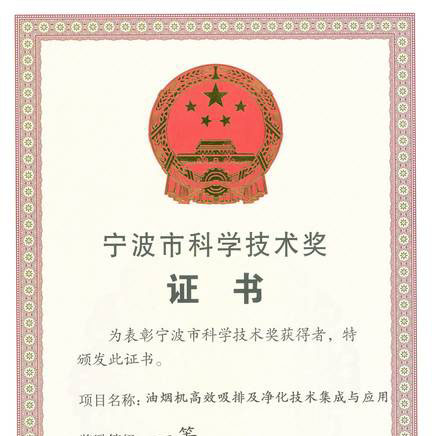 宁波市科学技术奖
证 书
为表彰宁波市科学技术奖获得者，特
颁发此证书。
项目名称：油烟机高效吸排及净化技术集成与应用
等